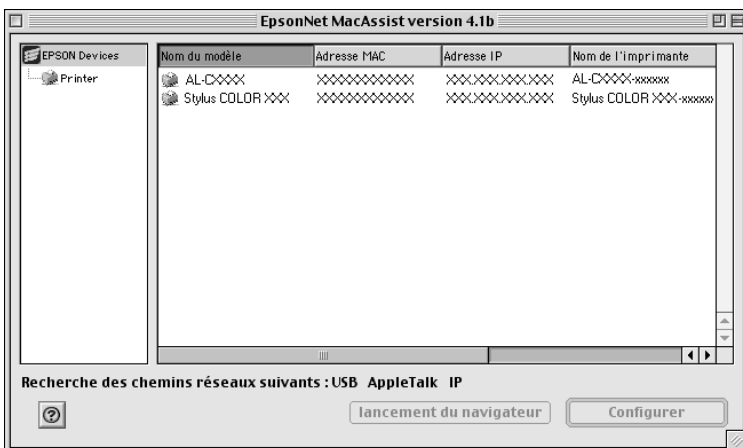 EpsonNet MacAssist version 4.1b
EPSON Devices
Printer
Nom du modèle Adresse MAC Adresse IP Nom de l'imprimante
AL-CXXXX XXXXXXXXXXXX XXX.XXX.XXX.XXX AL-CXXXX-xxxxxx
Stylus COLOR XXX XXXXXXXXXXXX XXX.XXX.XXX.XXX Stylus COLOR XXX-xxxxxx
Recherche des chemins réseaux suivants : USB AppleTalk IP
?
lancement du navigateur
Configurer